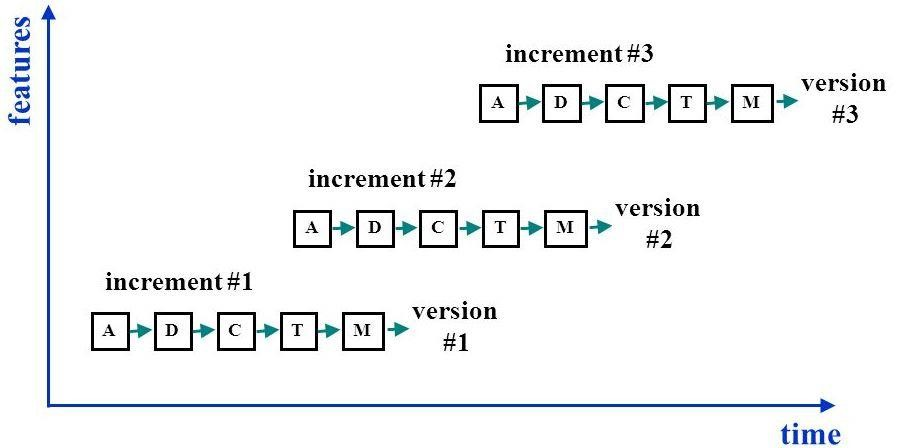 features
increment #3
A D C T M
version
#3
increment #2
A D C T M
version
#2
increment #1
A D C T M
version
#1
time